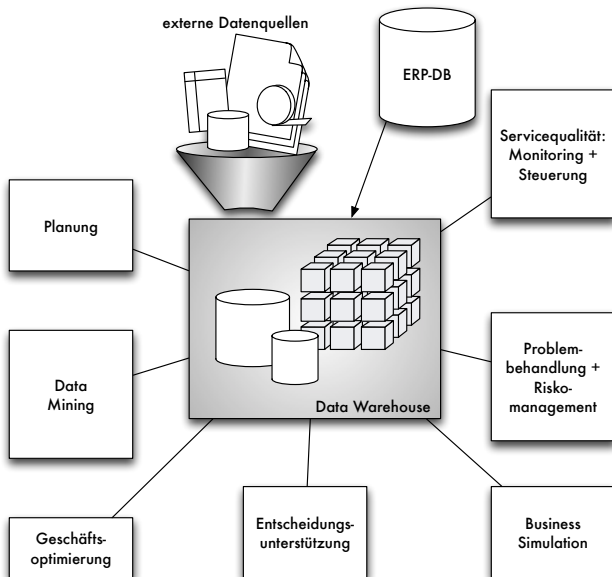 externe Datenquellen
ERP-DB
Servicequalität:
Monitoring +
Steuerung
Planung
Data
Mining
Data Warehouse
Problem-
behandlung +
Risko-
management
Geschäfts-
optimierung
Entscheidungs-
unterstützung
Business
Simulation